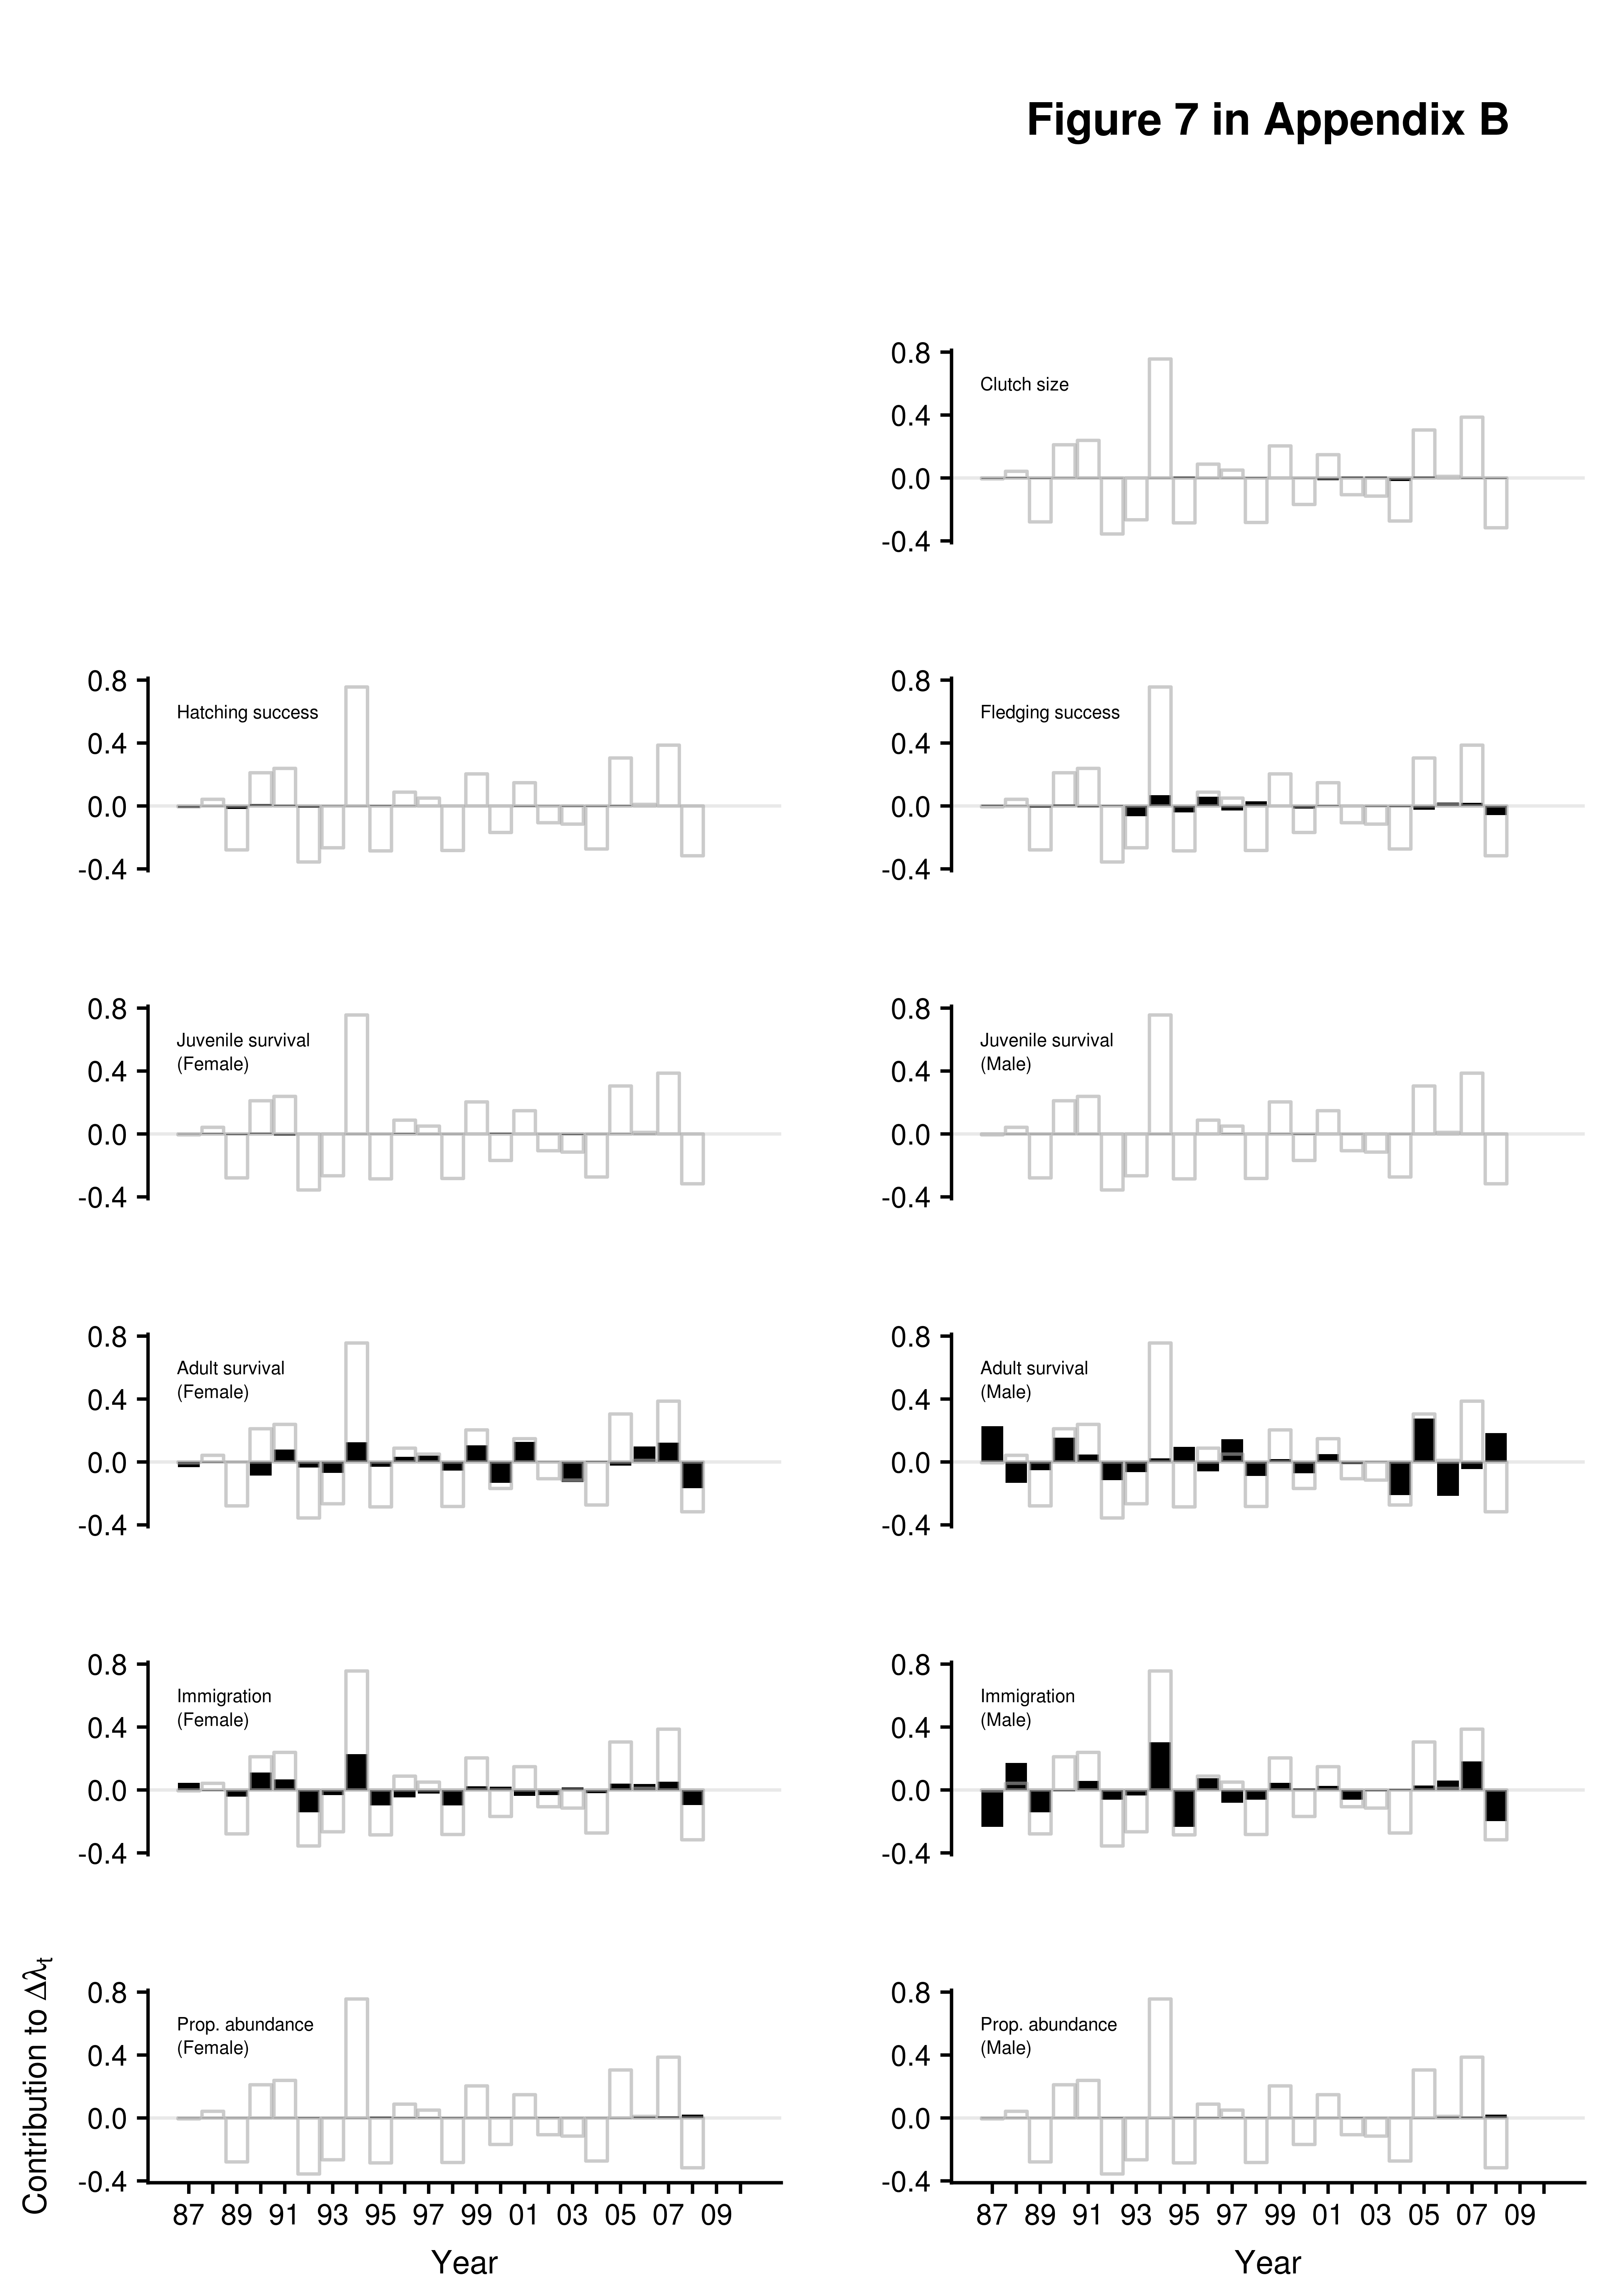 Figure 7 in Appendix B
0.8
0.4
0.0
-0.4
Clutch size
0.8
0.4
0.0
-0.4
Hatching success
0.8
0.4
0.0
-0.4
Fledging success
0.8
0.4
0.0
-0.4
Juvenile survival
(Female)
0.8
0.4
0.0
-0.4
Juvenile survival
(Male)
0.8
0.4
0.0
-0.4
Adult survival
(Female)
0.8
0.4
0.0
-0.4
Adult survival
(Male)
0.8
0.4
0.0
-0.4
Immigration
(Female)
0.8
0.4
0.0
-0.4
Immigration
(Male)
Contribution to Δλt
0.8
0.4
0.0
-0.4
Prop. abundance
(Female)
87 89 91 93 95 97 99 01 03 05 07 09
Year
0.8
0.4
0.0
-0.4
Prop. abundance
(Male)
87 89 91 93 95 97 99 01 03 05 07 09
Year